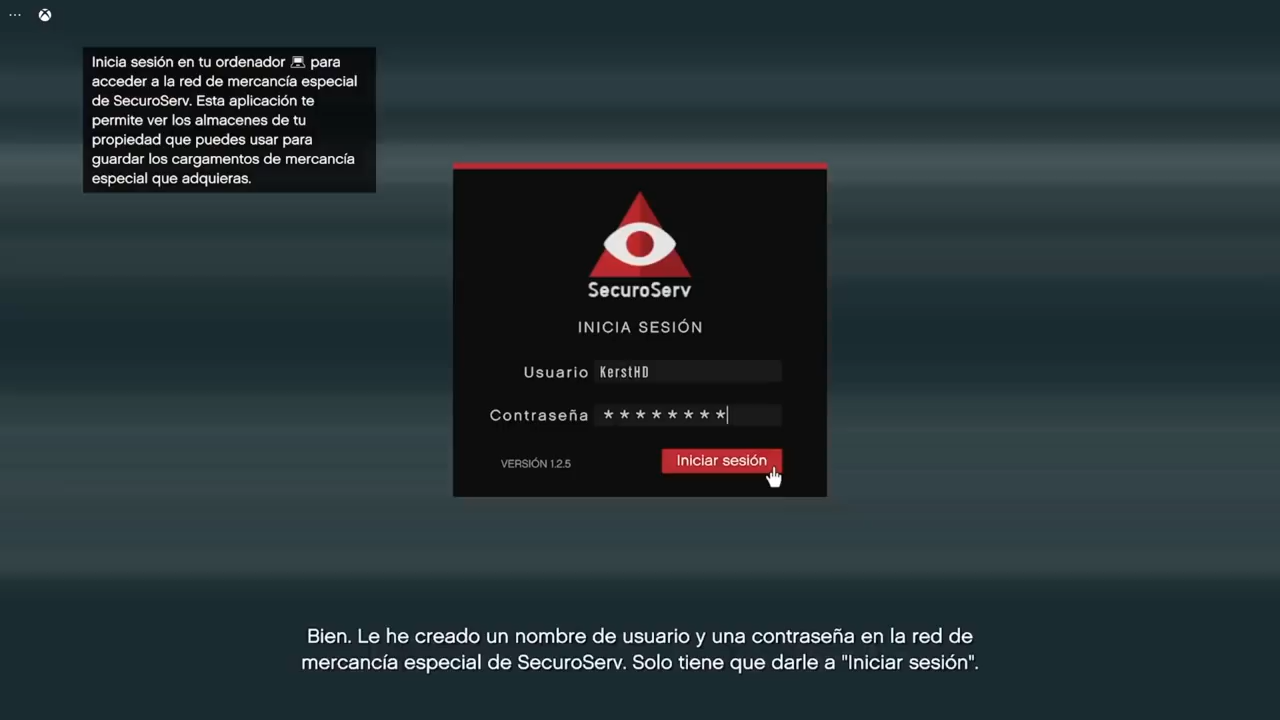 Inicia sesión en tu ordenador para
acceder a la red de mercancía especial
de SecuroServ. Esta aplicación te
permite ver los almacenes de tu
propiedad que puedes usar para
guardar los cargamentos de mercancía
especial que adquieras.
SecuroServ
INICIA SESIÓN
Usuario KerstHD
Contraseña ********
VERSIÓN 1.2.5 Iniciar sesión
Bien. Le he creado un nombre de usuario y una contraseña en la red de
mercancía especial de SecuroServ. Solo tiene que darle a "Iniciar sesión".